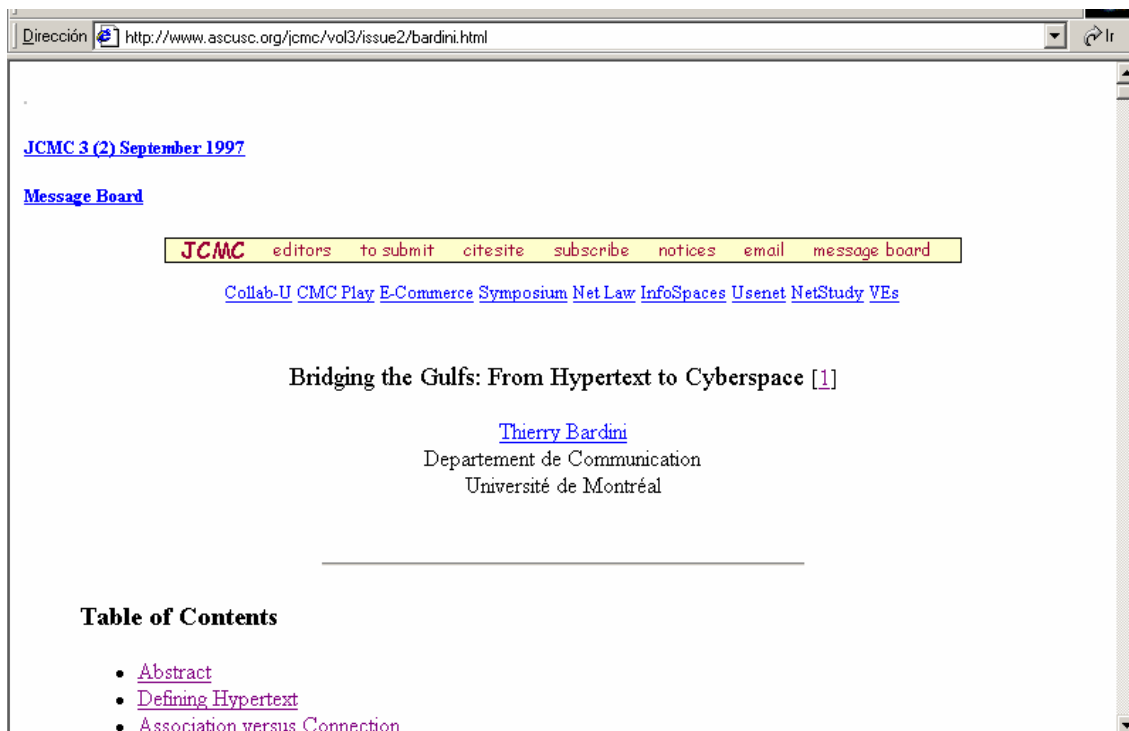 Dirección http://www.ascusc.org/jcmc/vol3/issue2/bardini.html Ir
JCMC 3 (2) September 1997
Message Board
JCMC editors to submit citesite subscribe notices email message board
Collab-U CMC Play E-Commerce Symposium Net Law InfoSpaces Usenet NetStudy VEs
Bridging the Gulfs: From Hypertext to Cyberspace [1]
Thierry Bardini
Departement de Communication
Université de Montréal
Table of Contents
• Abstract
• Defining Hypertext
• Association versus Connection